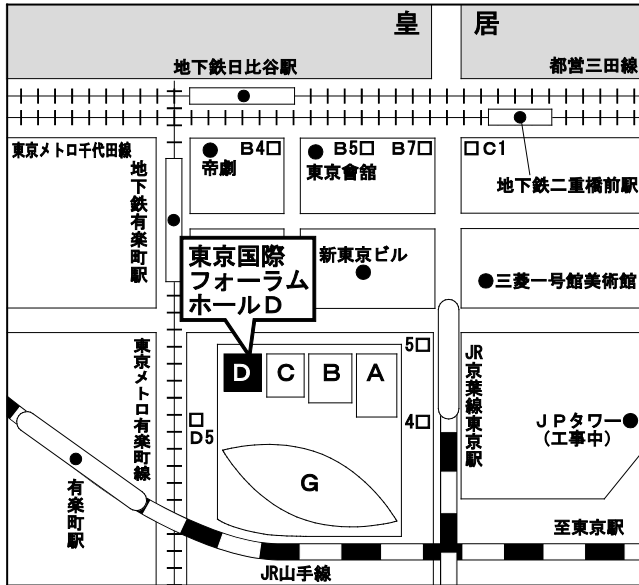 皇居
地下鉄日比谷駅
都営三田線
東京メトロ千代田線
地下鉄有楽町駅
B4
帝劇
B5
B7
東京會舘
C1
地下鉄二重橋前駅
東京国際
フォーラム
ホールD
新東京ビル
三菱一号館美術館
東京メトロ有楽町線
D
C
B
A
5
4
D5
G
JR京葉線東京駅
JPタワー
(工事中)
有楽町駅
至東京駅
JR山手線